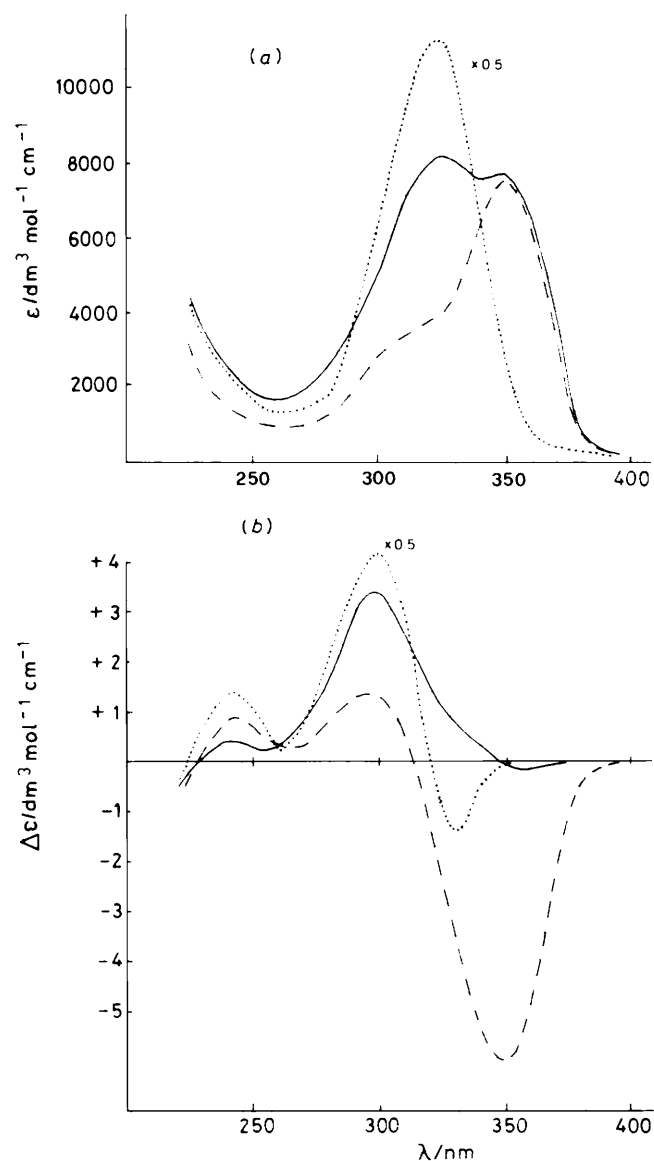 (a)
×0.5
10000
8000
6000
4000
2000
ε/dm³ mol⁻¹ cm⁻¹
250 300 350 400
(b)
×0.5
+4
+3
+2
+1
-1
-2
-3
-4
-5
Δε/dm³ mol⁻¹ cm⁻¹
250 300 350 400
λ/nm